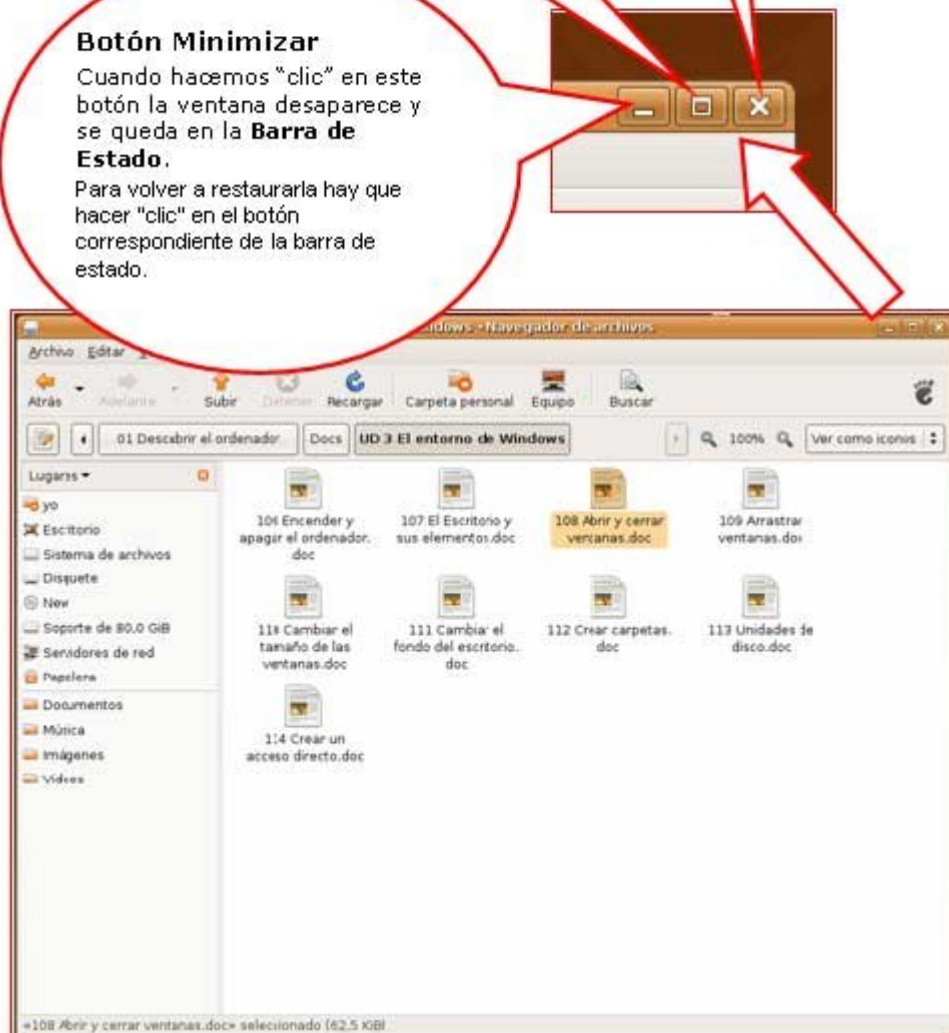 Botón Minimizar
Cuando hacemos "clic" en este
botón la ventana desaparece y
se queda en la Barra de
Estado.
Para volver a restaurarla hay que
hacer "clic" en el botón
correspondiente de la barra de
estado.
dows - Navegador de archivos
Archivo Editar
Atrás Adelante Subir Detener Recargar Carpeta personal Equipo Buscar
01 Descubrir el ordenador Docs UD 3 El entorno de Windows 100% Ver como iconos
Lugares
yo
Escritorio
Sistema de archivos
Disquete
New
Soporte de 80.0 GiB
Servidores de red
Papelera
Documentos
Música
Imágenes
Vídeos
106 Encender y
apagar el ordenador.
doc
107 El Escritorio y
sus elementos.doc
108 Abrir y cerrar
ventanas.doc
109 Arrastrar
ventanas.doc
110 Cambiar el
tamaño de las
ventanas.doc
111 Cambiar el
fondo del escritorio.
doc
112 Crear carpetas.
doc
113 Unidades de
disco.doc
114 Crear un
acceso directo.doc
«108 Abrir y cerrar ventanas.doc» seleccionado (62.5 KiB)